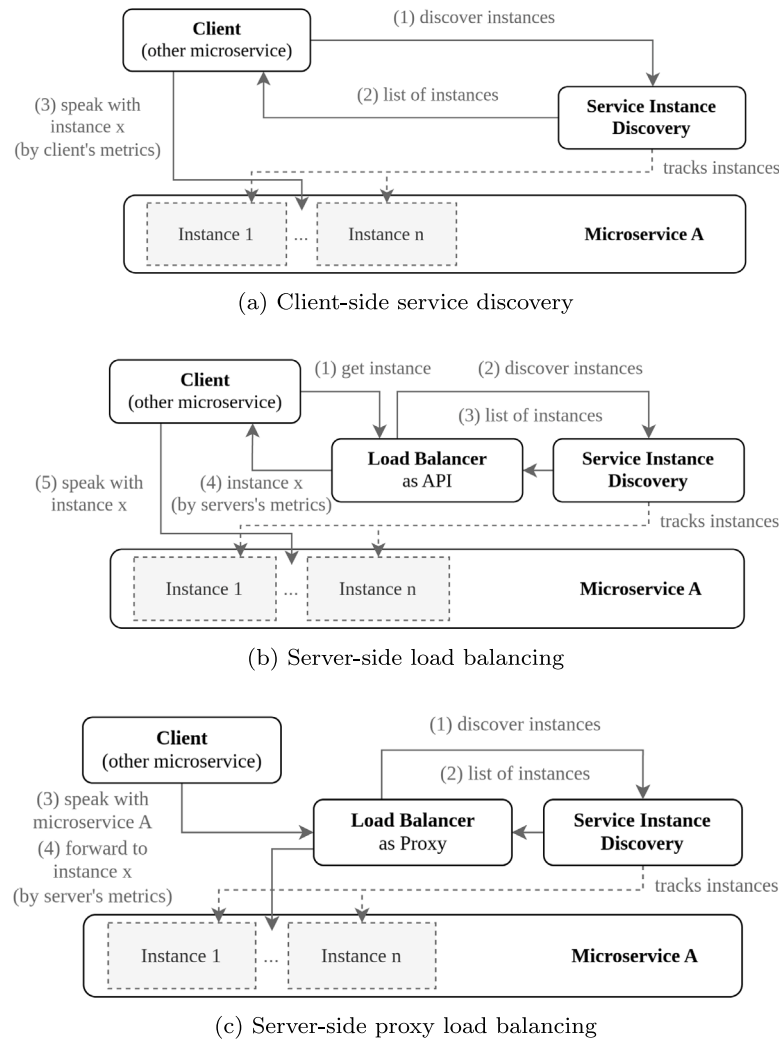 (1) discover instances
Client
(other microservice)
(2) list of instances
(3) speak with
instance x
(by client's metrics)
Service Instance
Discovery
tracks instances
Instance 1
...
Instance n
Microservice A
(a) Client-side service discovery
(1) get instance
(2) discover instances
Client
(other microservice)
(3) list of instances
Load Balancer
as API
Service Instance
Discovery
(5) speak with
instance x
(4) instance x
(by servers's metrics)
tracks instances
Instance 1
...
Instance n
Microservice A
(b) Server-side load balancing
(1) discover instances
Client
(other microservice)
(2) list of instances
(3) speak with
microservice A
(4) forward to
instance x
(by server's metrics)
Load Balancer
as Proxy
Service Instance
Discovery
tracks instances
Instance 1
...
Instance n
Microservice A
(c) Server-side proxy load balancing